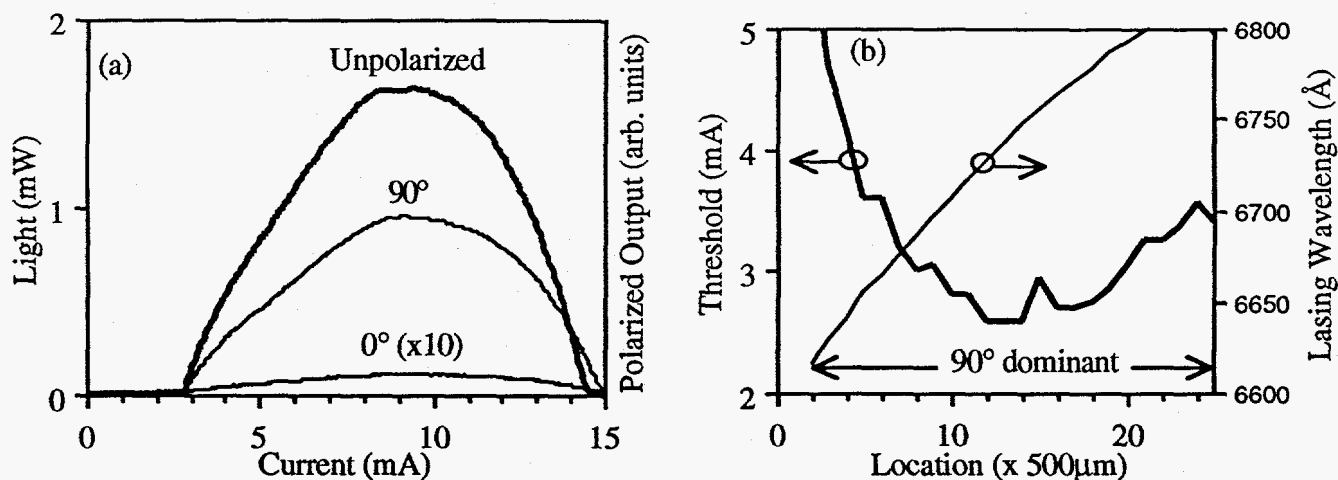 (a)
Unpolarized
90°
0° (x10)
2
1
0
0
5
10
15
Light (mW)
Current (mA)
Polarized Output (arb. units)
(b)
5
4
3
2
0
10
20
6800
6750
6700
6650
6600
90° dominant
Threshold (mA)
Location (x 500µm)
Lasing Wavelength (Å)